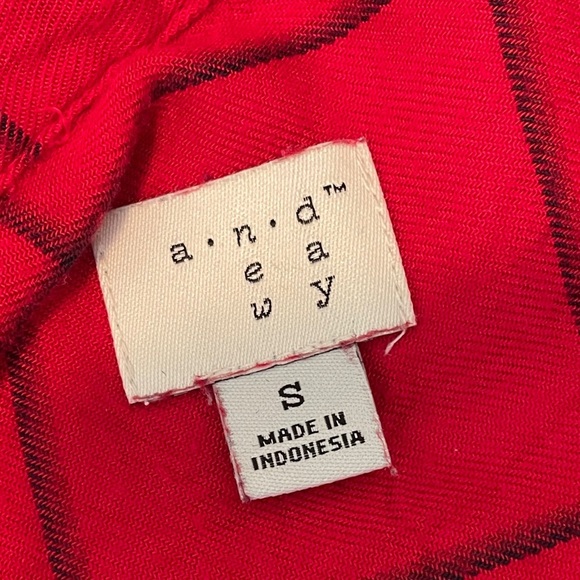 a·n·d™
e a
w y
S
MADE IN
INDONESIA